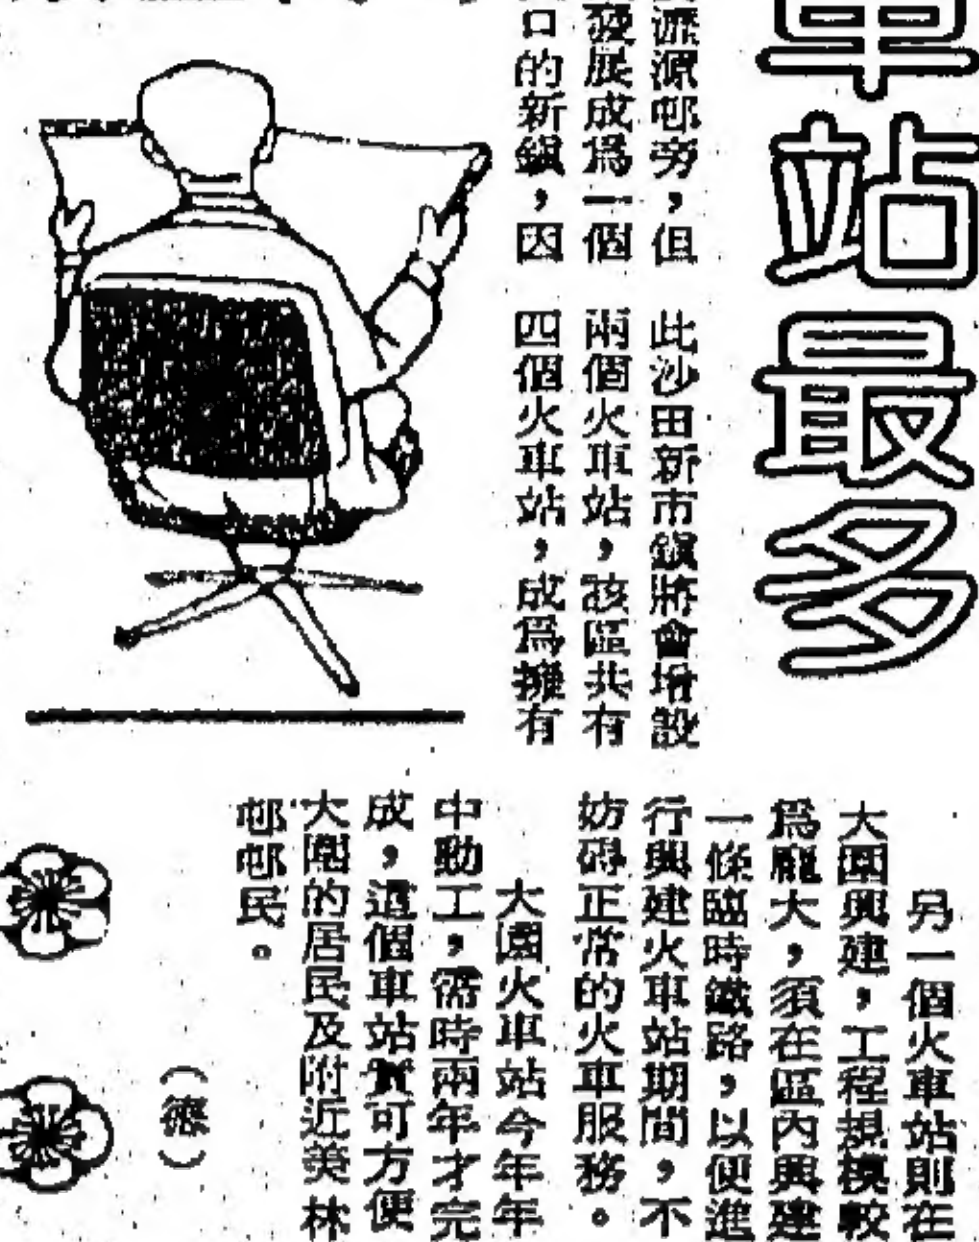 車站最多
瀝源邨旁，但
發展成爲一個
口的新鎮，因
此沙田新市鎮將會增設
兩個火車站，該區共有
四個火車站，成爲擁有
另一個火車站則在
大圍興建，工程規模較
爲龐大，須在區內興建
一條臨時鐵路，以便進
行興建火車站期間，不
妨碍正常的火車服務。
大圍火車站今年年
中動工，需時兩年才完
成，這個車站實可方便
大圍的居民及附近美林
邨邨民。
（德）